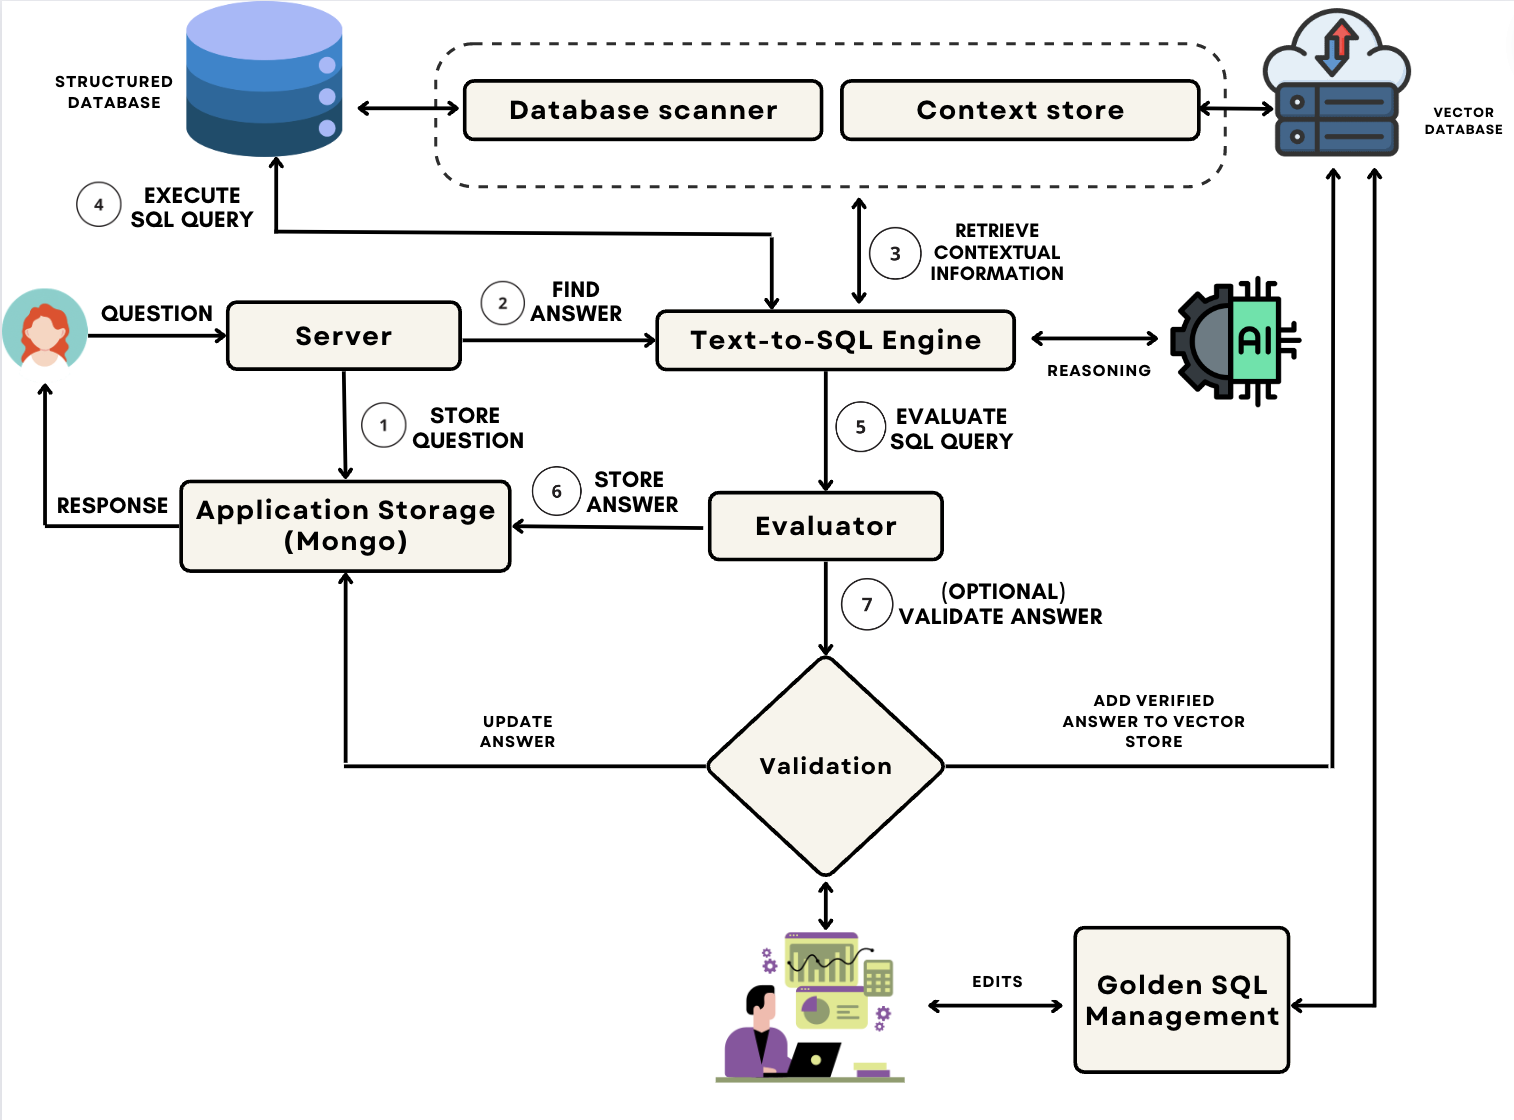 STRUCTURED
DATABASE
Database scanner
Context store
VECTOR
DATABASE
4
EXECUTE
SQL QUERY
3
RETRIEVE
CONTEXTUAL
INFORMATION
QUESTION
Server
2
FIND
ANSWER
Text-to-SQL Engine
REASONING
AI
1
STORE
QUESTION
5
EVALUATE
SQL QUERY
RESPONSE
Application Storage
(Mongo)
6
STORE
ANSWER
Evaluator
7
(OPTIONAL)
VALIDATE ANSWER
UPDATE
ANSWER
Validation
ADD VERIFIED
ANSWER TO VECTOR
STORE
EDITS
Golden SQL
Management